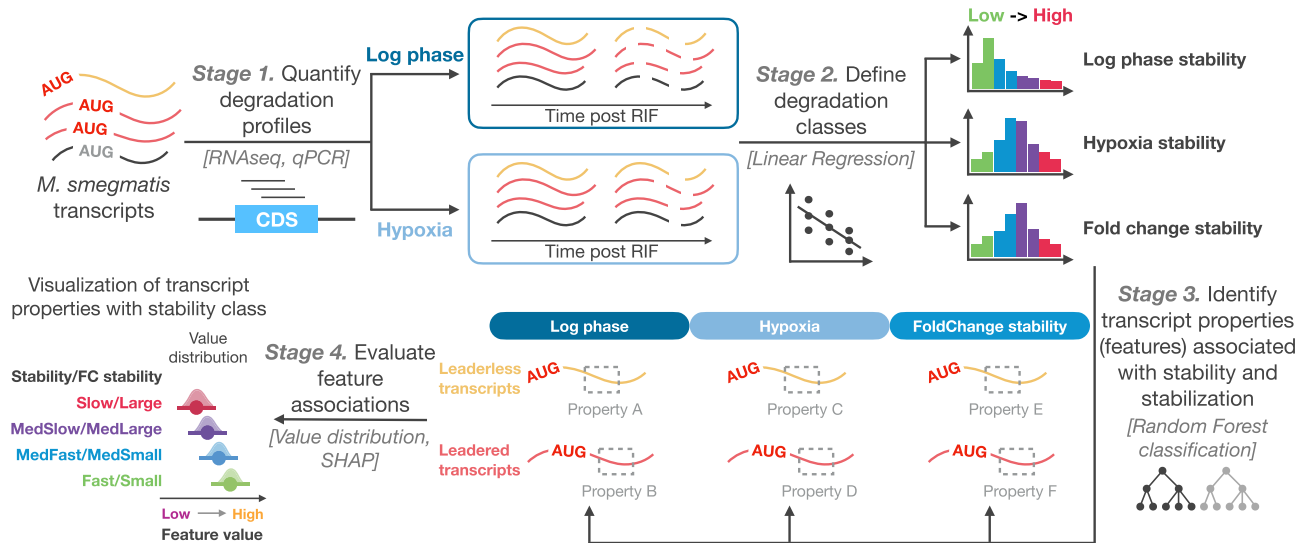 AUG
AUG
AUG
AUG
M. smegmatis
transcripts
Stage 1. Quantify
degradation
profiles
[RNAseq, qPCR]
CDS
Log phase
Hypoxia
Time post RIF
Time post RIF
Stage 2. Define
degradation
classes
[Linear Regression]
Low -> High
Log phase stability
Hypoxia stability
Fold change stability
Stage 3. Identify
transcript properties
(features) associated
with stability and
stabilization
[Random Forest
classification]
Log phase
Hypoxia
FoldChange stability
Leaderless
transcripts
AUG
Property A
AUG
Property C
AUG
Property E
Leadered
transcripts
AUG
Property B
AUG
Property D
AUG
Property F
Stage 4. Evaluate
feature
associations
[Value distribution,
SHAP]
Visualization of transcript
properties with stability class
Value
distribution
Stability/FC stability
Slow/Large
MedSlow/MedLarge
MedFast/MedSmall
Fast/Small
Low
High
Feature value